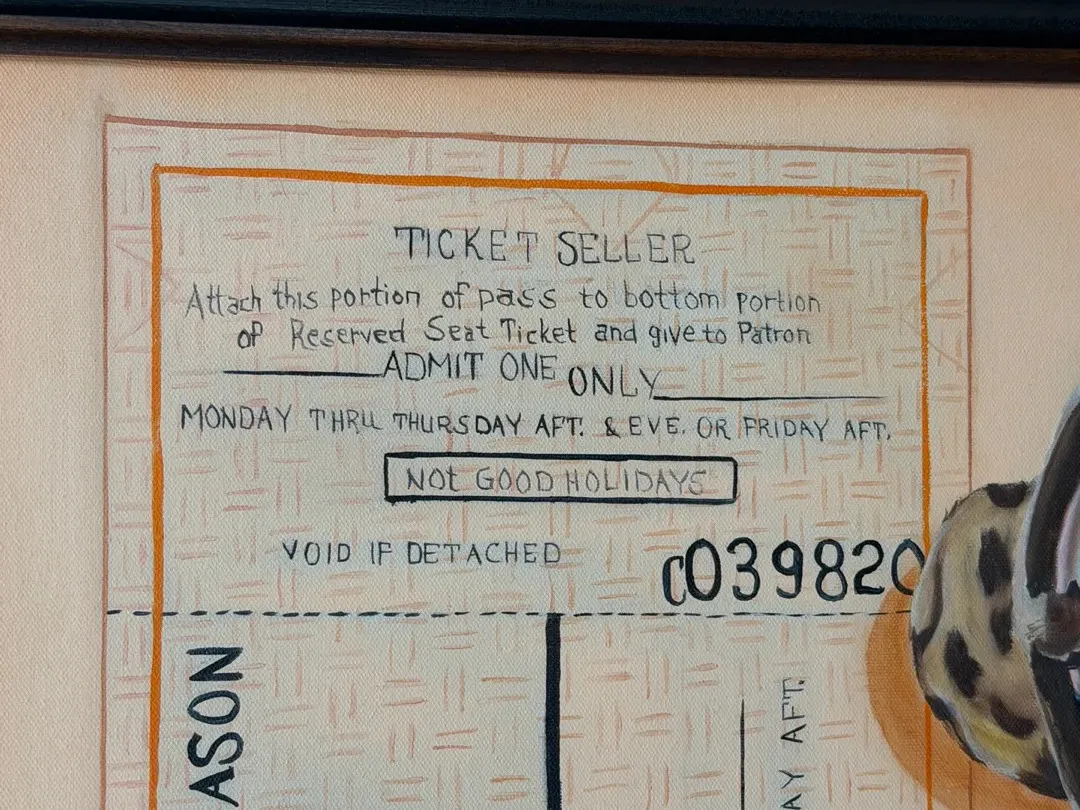 TICKET SELLER
Attach this portion of pass to bottom portion
of Reserved Seat Ticket and give to Patron
ADMIT ONE ONLY
MONDAY THRU THURSDAY AFT. & EVE. OR FRIDAY AFT.
NOt GOOD HOLIDAYS
VOID IF DETACHED
C039820
ASON
AY AFT.